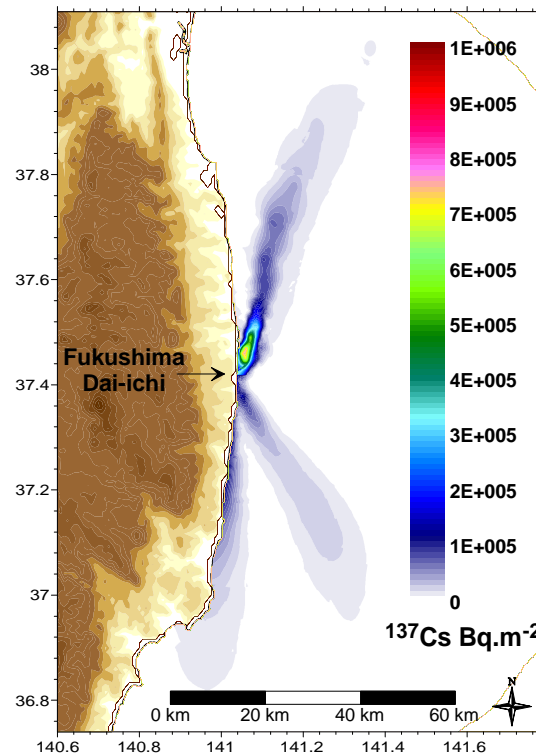 38
37.8
37.6
37.4
37.2
37
36.8
140.6
140.8
141
141.2
141.4
141.6
Fukushima
Dai-ichi
1E+006
9E+005
8E+005
7E+005
6E+005
5E+005
4E+005
3E+005
2E+005
1E+005
0
¹³⁷Cs Bq.m⁻²
N
0 km
20 km
40 km
60 km